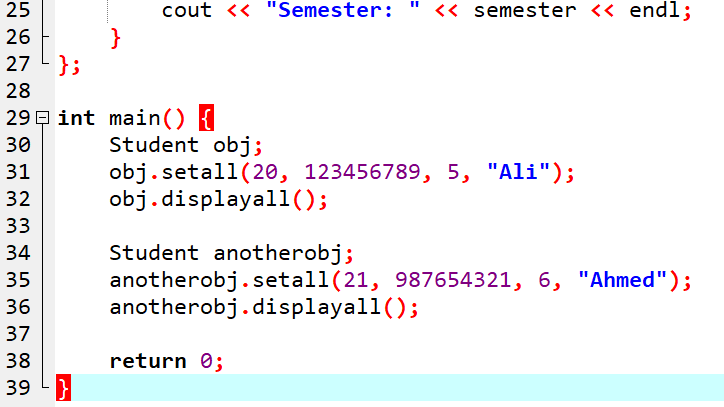 25 cout << "Semester: " << semester << endl;
26 }
27 };
28
29 int main() {
30 Student obj;
31 obj.setall(20, 123456789, 5, "Ali");
32 obj.displayall();
33
34 Student anotherobj;
35 anotherobj.setall(21, 987654321, 6, "Ahmed");
36 anotherobj.displayall();
37
38 return 0;
39 }